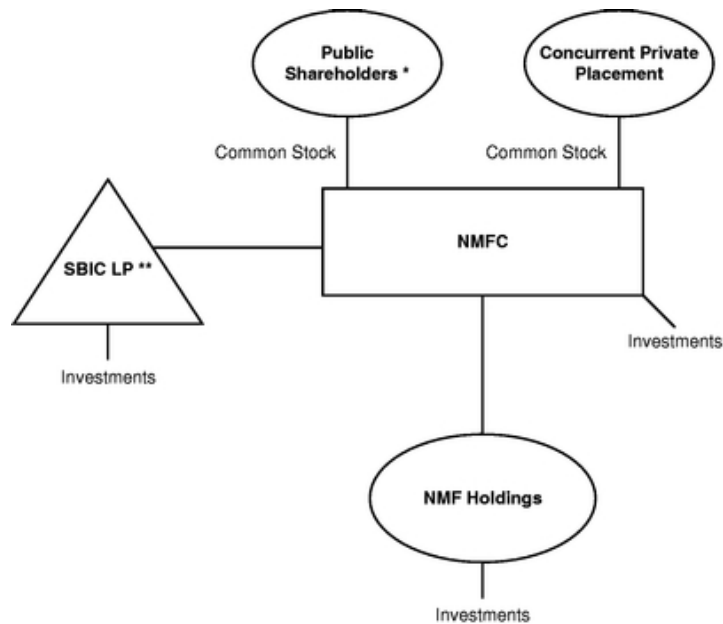 Public
Shareholders *
Concurrent Private
Placement
Common Stock
Common Stock
NMFC
SBIC LP **
Investments
Investments
NMF Holdings
Investments